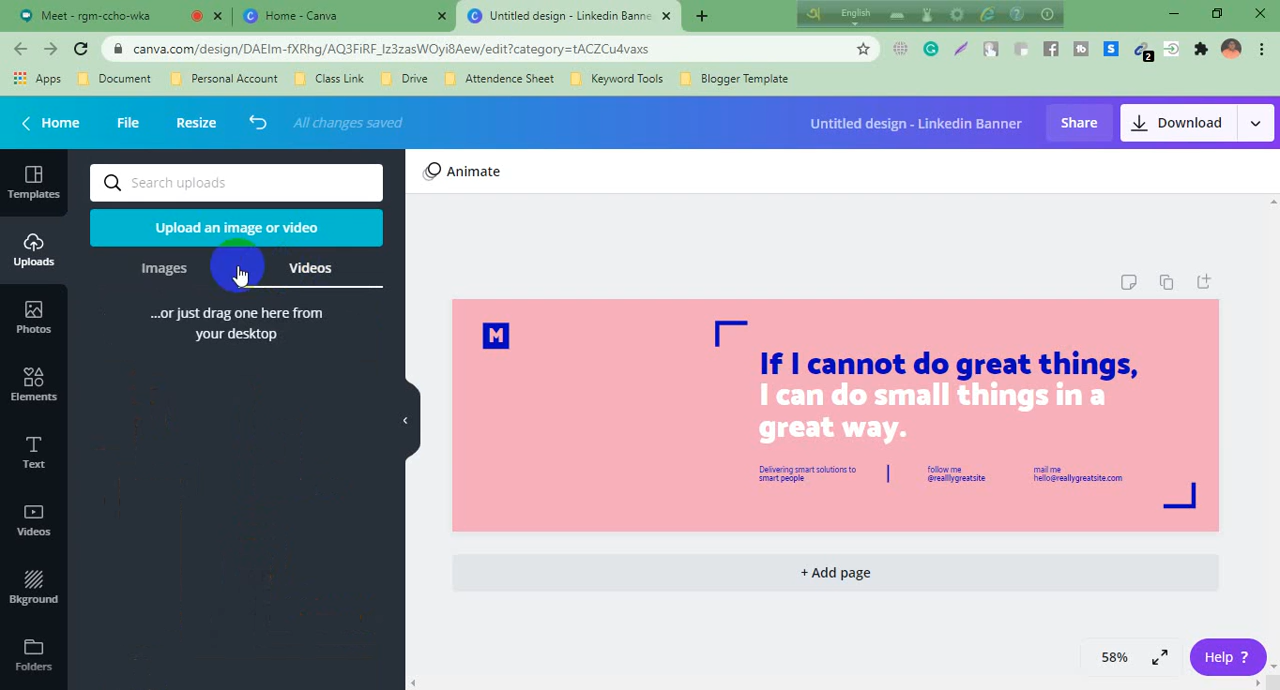 Meet - rgm-ccho-wka
Home - Canva
Untitled design - Linkedin Banne
English
canva.com/design/DAEIm-fXRhg/AQ3FiRF_lz3zasWOyi8Aew/edit?category=tACZCu4vaxs
2
Apps
Document
Personal Account
Class Link
Drive
Attendence Sheet
Keyword Tools
Blogger Template
Home
File
Resize
All changes saved
Untitled design - Linkedin Banner
Share
Download
Templates
Uploads
Photos
Elements
Text
Videos
Bkground
Folders
Search uploads
Upload an image or video
Images
Videos
...or just drag one here from
your desktop
Animate
M
If I cannot do great things,
I can do small things in a
great way.
Delivering smart solutions to
smart people
follow me
@realllygreatsite
mail me
hello@reallygreatsite.com
+ Add page
58%
Help ?